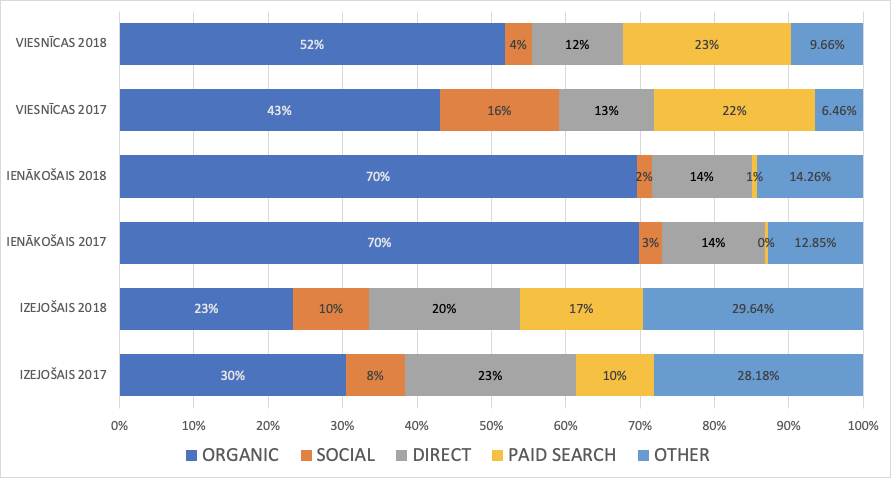 VIESNĪCAS 2018
52% 4% 12% 23% 9.66%
VIESNĪCAS 2017
43% 16% 13% 22% 6.46%
IENĀKOŠAIS 2018
70% 2% 14% 1% 14.26%
IENĀKOŠAIS 2017
70% 3% 14% 0% 12.85%
IZEJOŠAIS 2018
23% 10% 20% 17% 29.64%
IZEJOŠAIS 2017
30% 8% 23% 10% 28.18%
0% 10% 20% 30% 40% 50% 60% 70% 80% 90% 100%
ORGANIC SOCIAL DIRECT PAID SEARCH OTHER